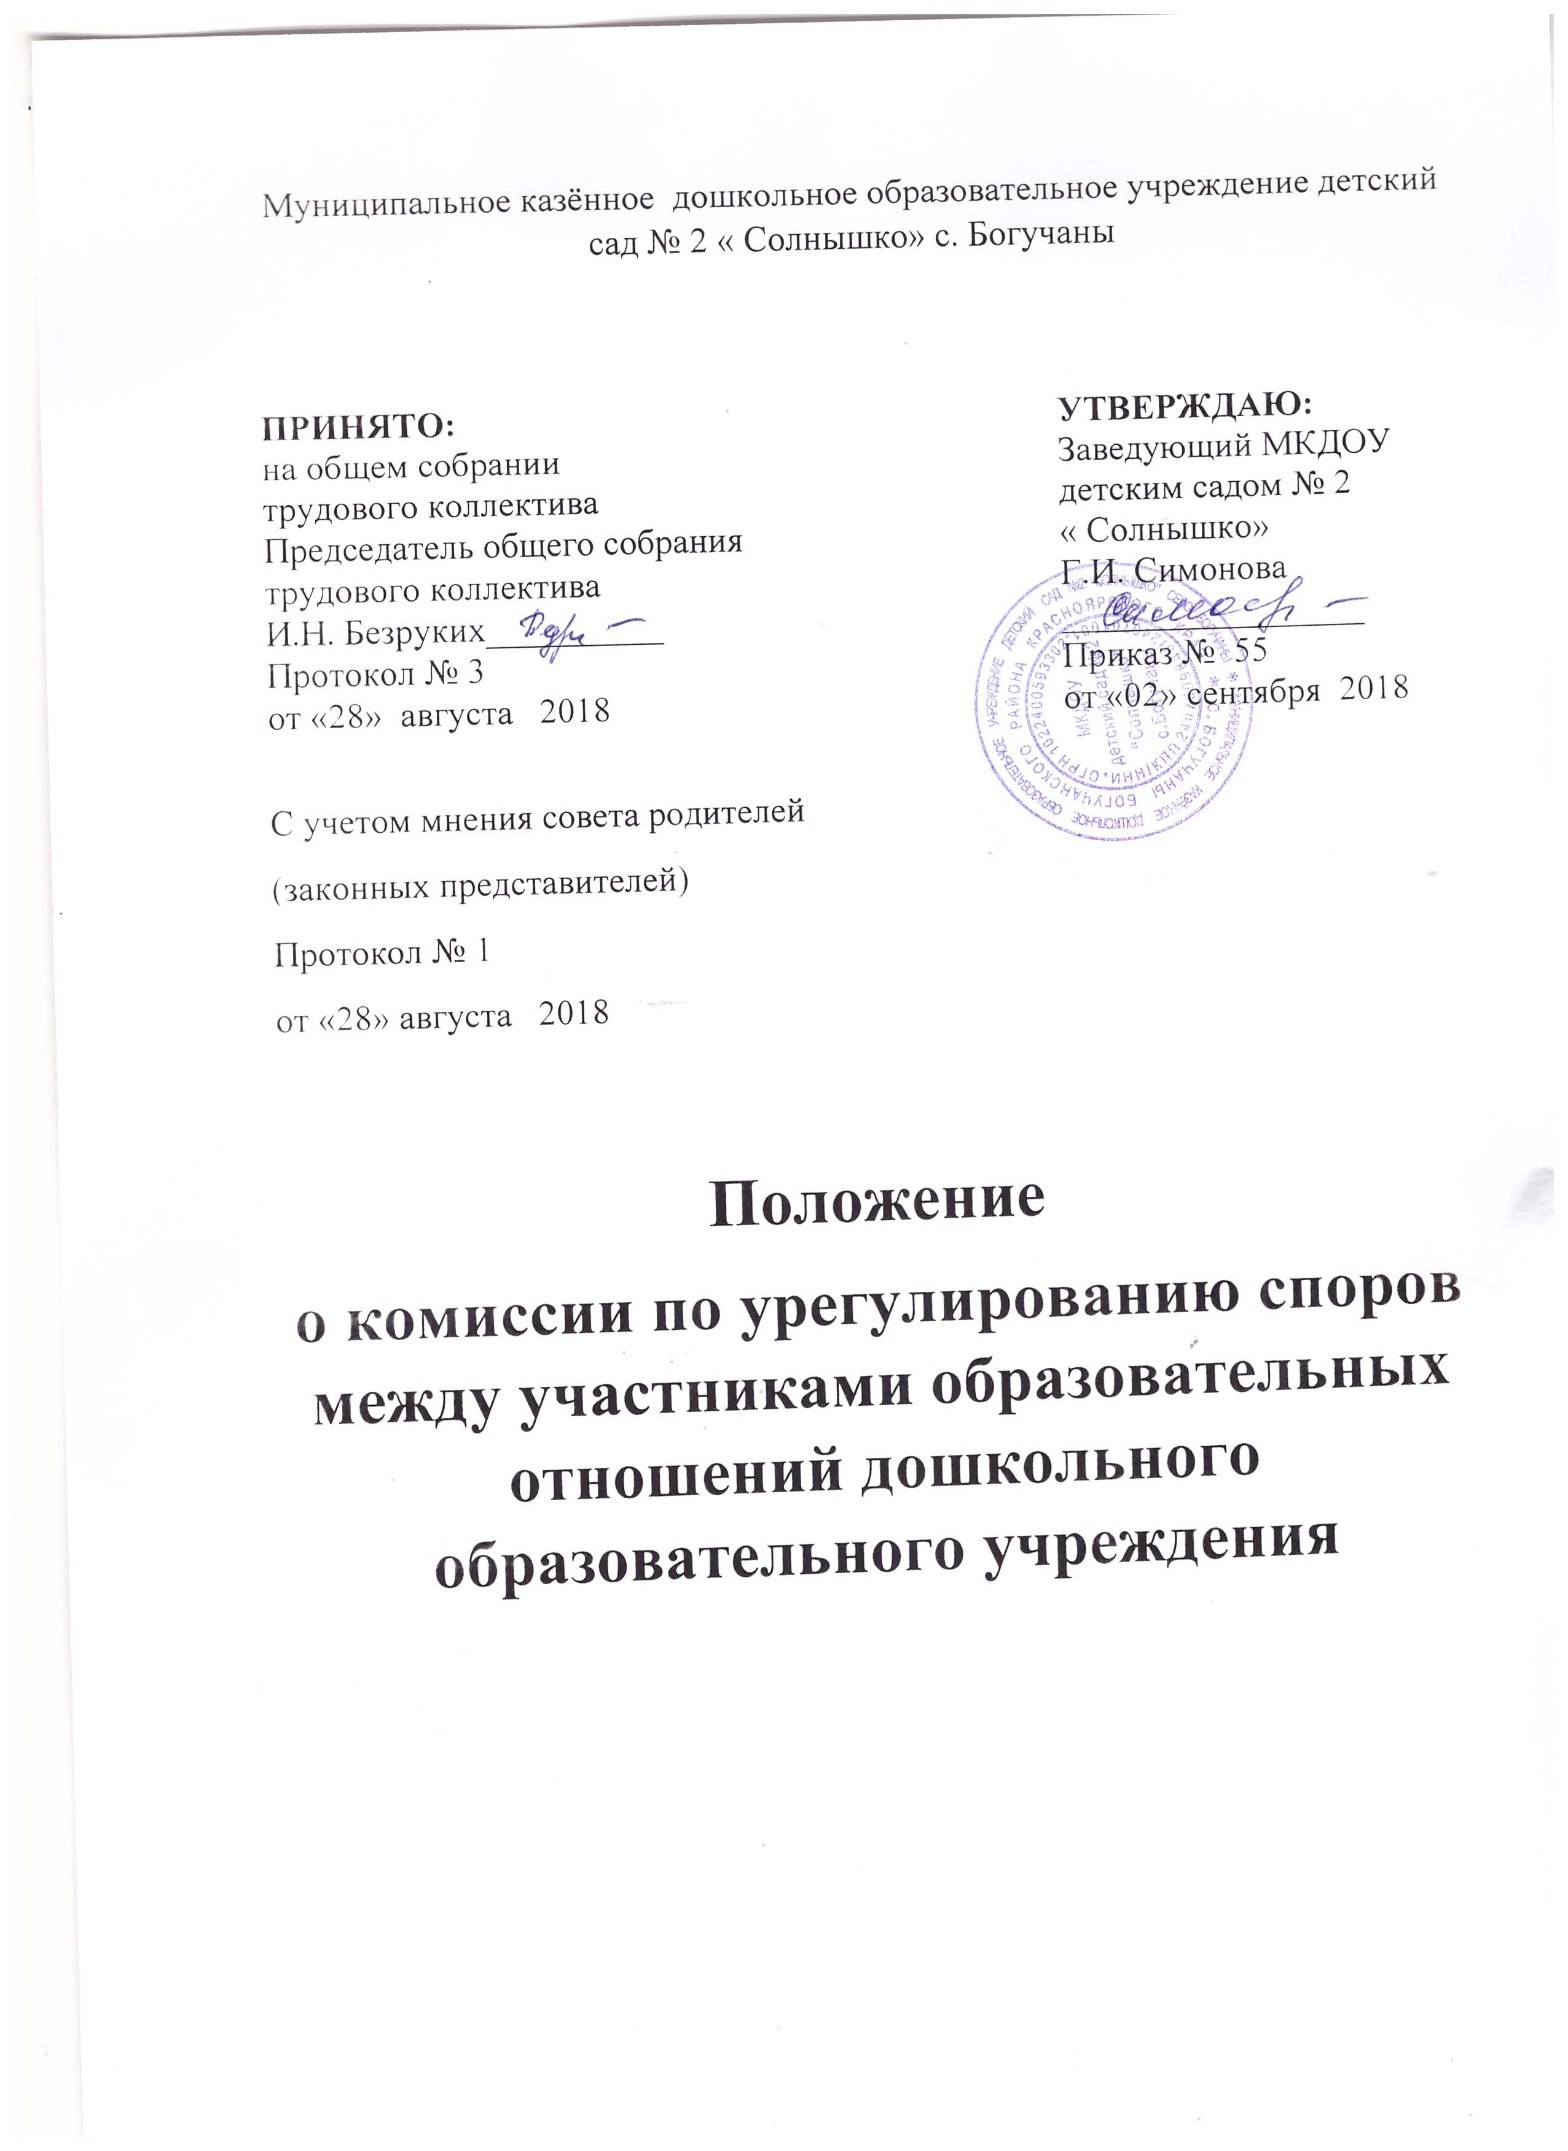 Муниципальное казённое дошкольное образовательное учреждение детский
сад № 2 « Солнышко» с. Богучаны
ПРИНЯТО:
на общем собрании
трудового коллектива
Председатель общего собрания
трудового коллектива
И.Н. Безруких
Протокол № 3
от «28» августа 2018
С учетом мнения совета родителей
(законных представителей)
Протокол № 1
от «28» августа 2018
УТВЕРЖДАЮ:
Заведующий МКДОУ
детским садом № 2
« Солнышко»
Г.И. Симонова
Приказ № 55
от «02» сентября 2018
Положение
о комиссии по урегулированию споров
между участниками образовательных
отношений дошкольного
образовательного учреждения